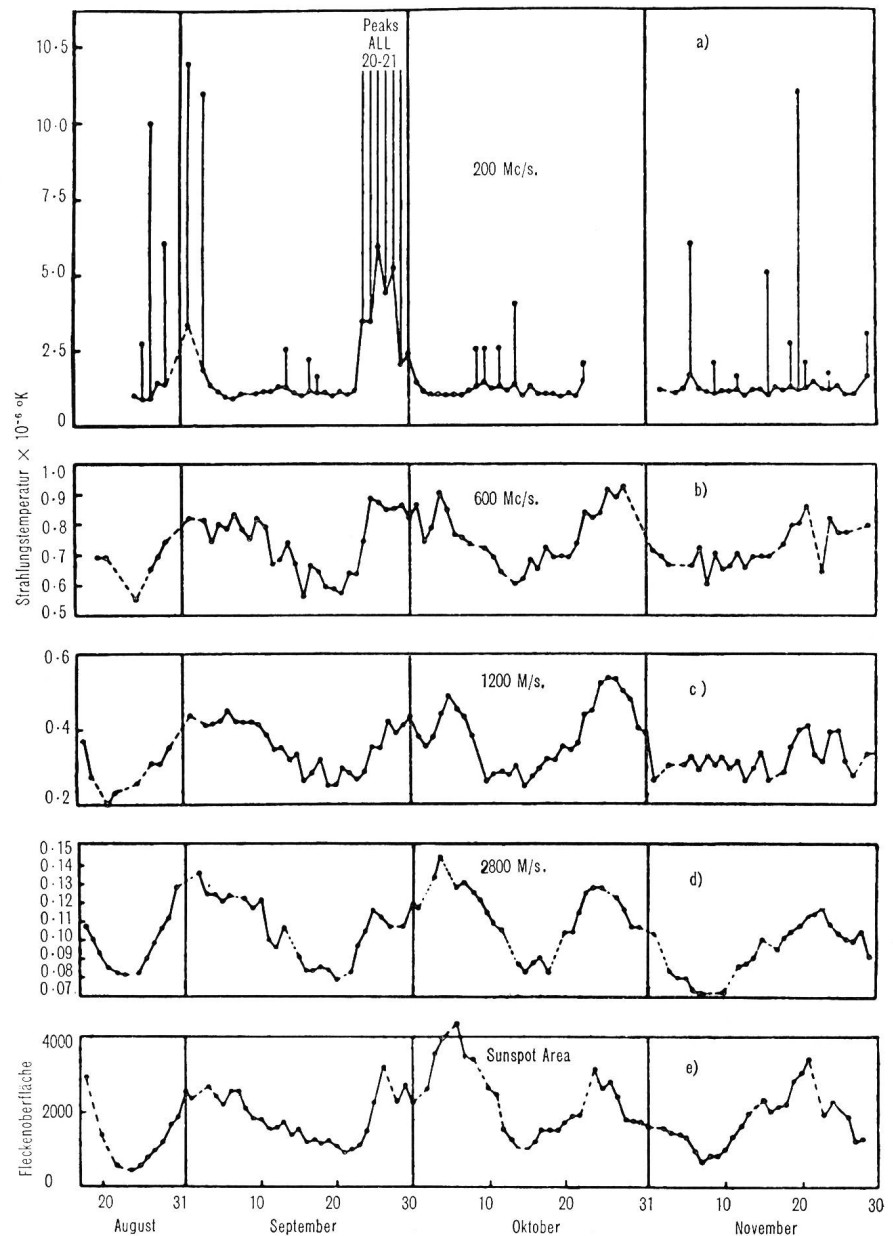 Peaks
ALL
20-21
a)
10·5
10·0
7·5
5·0
2·5
0
200 Mc/s.
Strahlungstemperatur × 10⁻⁶ °K
1·0
0·9
0·8
0·7
0·6
0·5
600 Mc/s.
b)
0·6
0·4
0·2
1200 M/s.
c)
0·15
0·14
0·13
0·12
0·11
0·10
0·09
0·08
0·07
2800 M/s.
d)
Fleckenoberfläche
4000
2000
0
Sunspot Area
e)
20 31 10 20 30 10 20 31 10 20 30
August September Oktober November